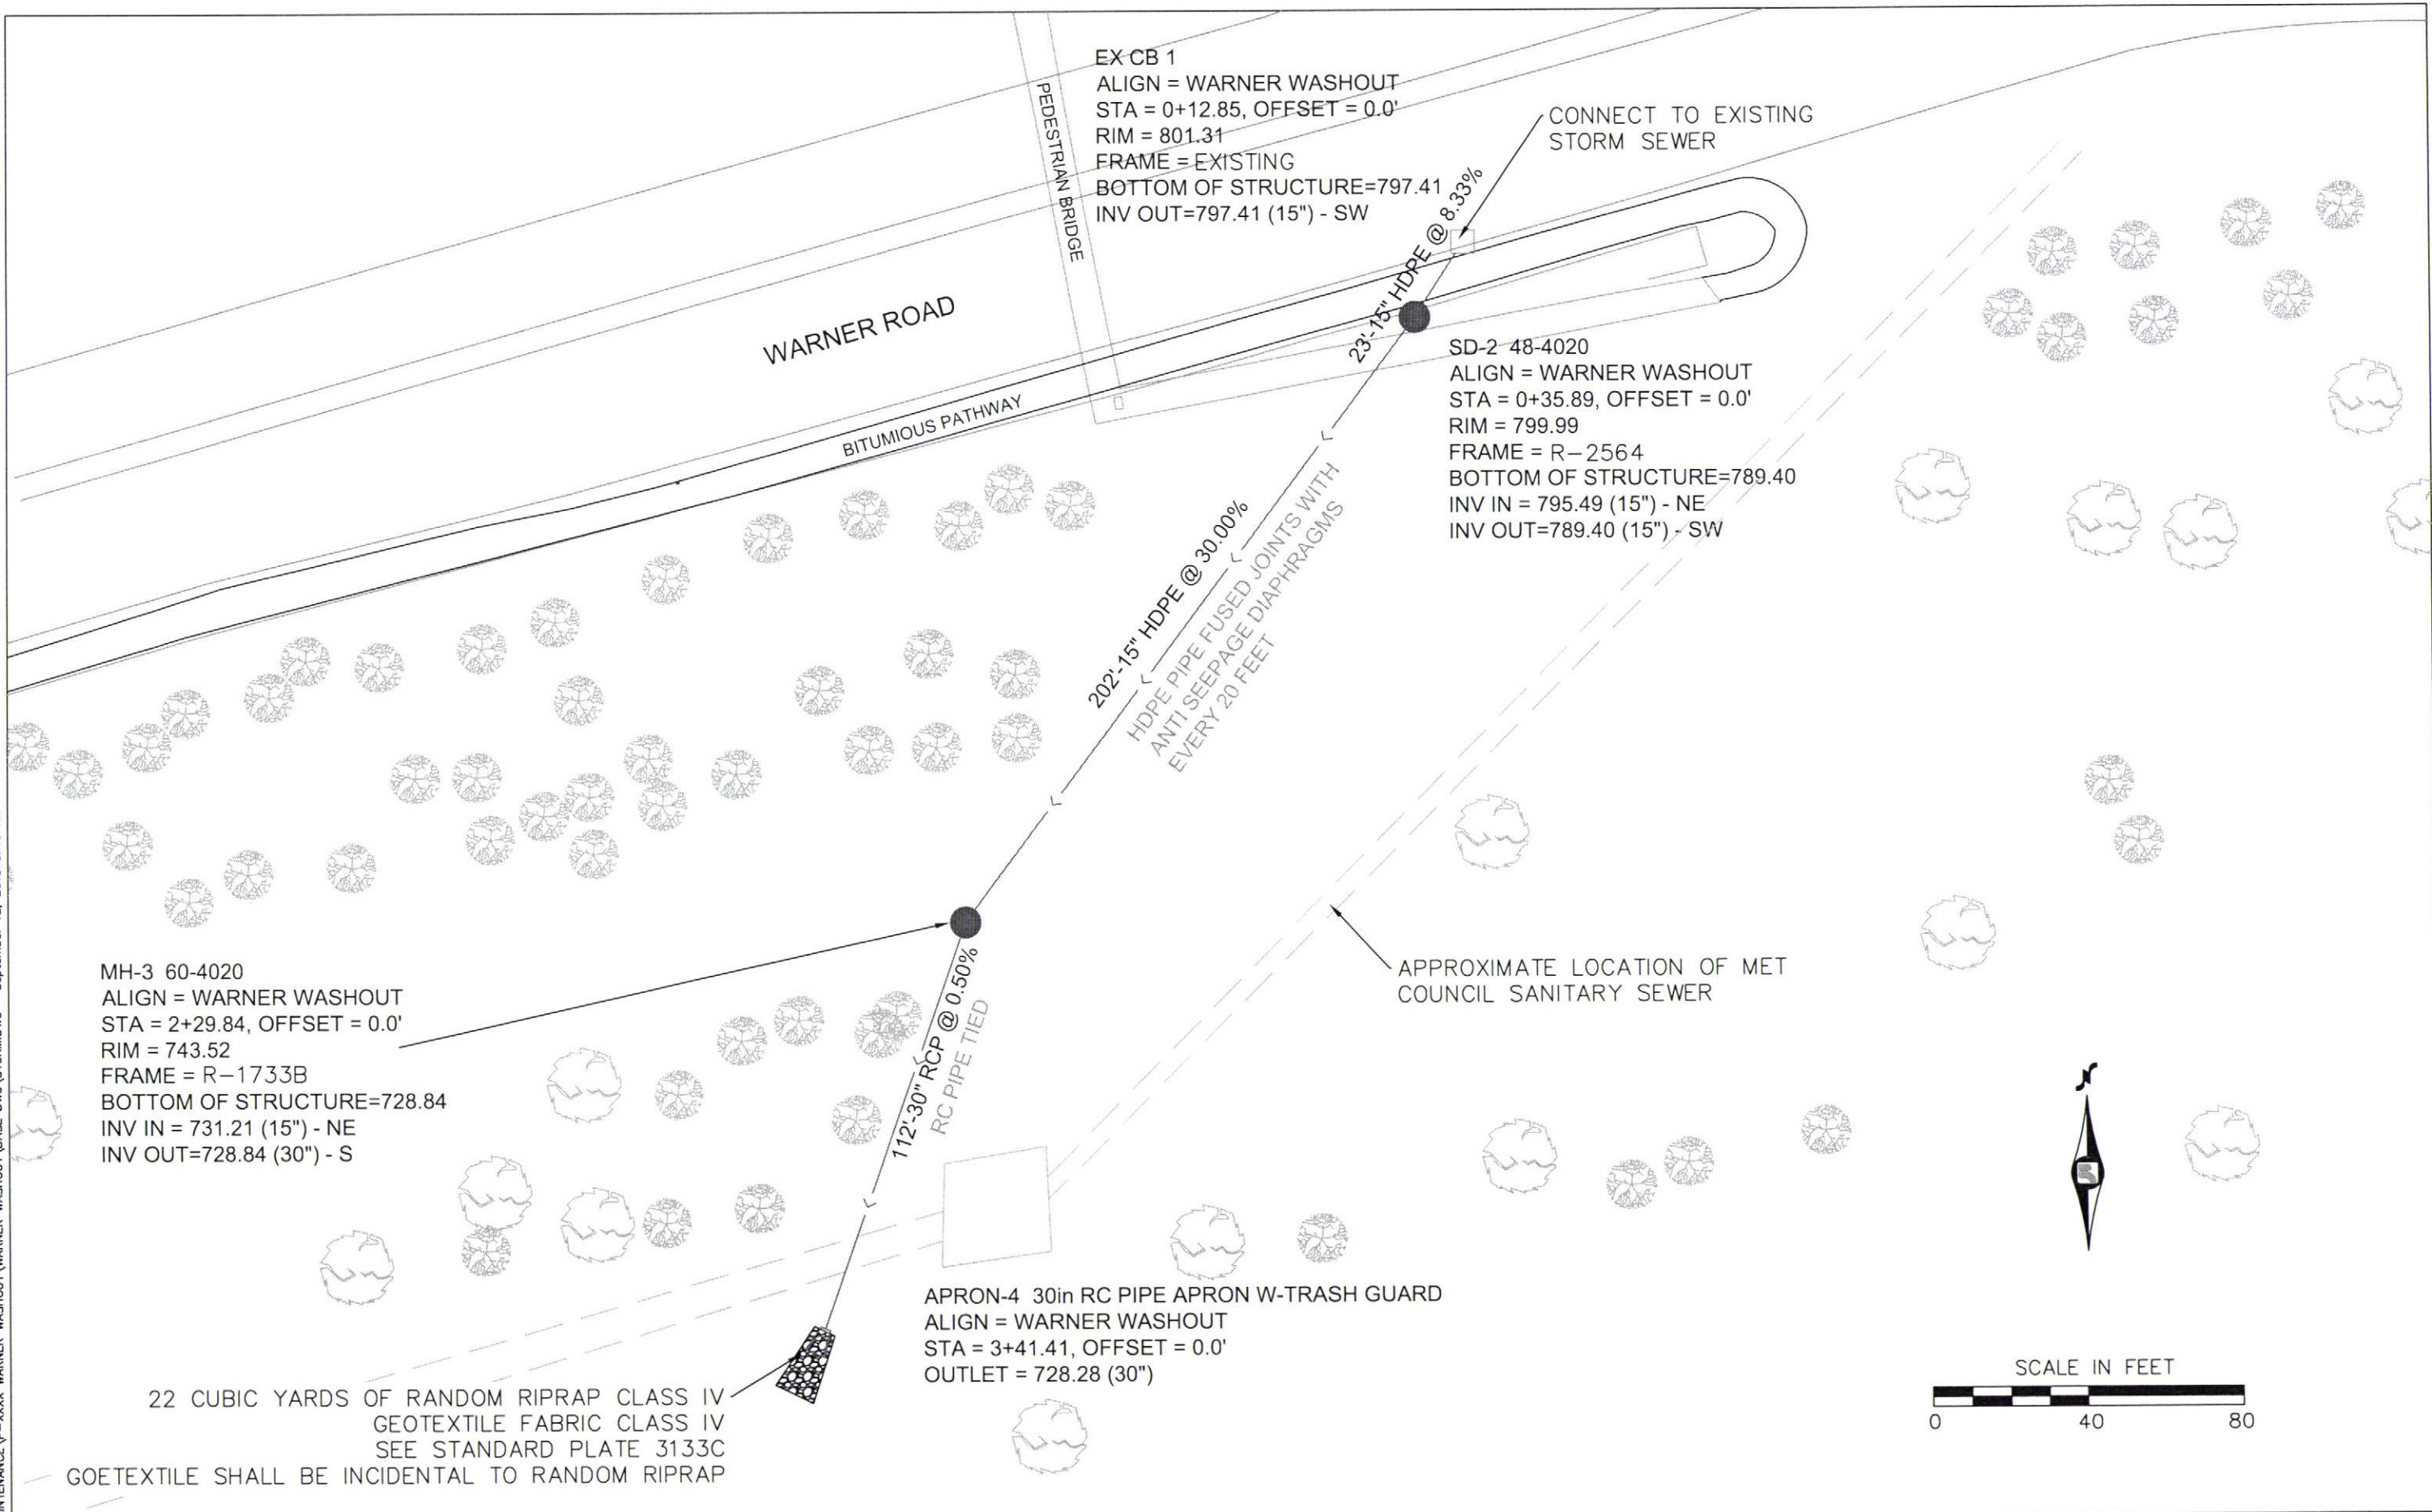 EX CB 1
ALIGN = WARNER WASHOUT
STA = 0+12.85, OFFSET = 0.0'
RIM = 801.31
FRAME = EXISTING
BOTTOM OF STRUCTURE=797.41
INV OUT=797.41 (15") - SW
CONNECT TO EXISTING
STORM SEWER
PEDESTRIAN BRIDGE
WARNER ROAD
BITUMIOUS PATHWAY
23'-15" HDPE @ 8.33%
SD-2 48-4020
ALIGN = WARNER WASHOUT
STA = 0+35.89, OFFSET = 0.0'
RIM = 799.99
FRAME = R-2564
BOTTOM OF STRUCTURE=789.40
INV IN = 795.49 (15") - NE
INV OUT=789.40 (15") - SW
202'-15" HDPE @ 30.00%
HDPE PIPE FUSED JOINTS WITH
ANTI SEEPAGE DIAPHRAGMS
EVERY 20 FEET
MH-3 60-4020
ALIGN = WARNER WASHOUT
STA = 2+29.84, OFFSET = 0.0'
RIM = 743.52
FRAME = R-1733B
BOTTOM OF STRUCTURE=728.84
INV IN = 731.21 (15") - NE
INV OUT=728.84 (30") - S
APPROXIMATE LOCATION OF MET
COUNCIL SANITARY SEWER
112'-30" RCP @ 0.50%
RC PIPE TIED
APRON-4 30in RC PIPE APRON W-TRASH GUARD
ALIGN = WARNER WASHOUT
STA = 3+41.41, OFFSET = 0.0'
OUTLET = 728.28 (30")
22 CUBIC YARDS OF RANDOM RIPRAP CLASS IV
GEOTEXTILE FABRIC CLASS IV
SEE STANDARD PLATE 3133C
GOETEXTILE SHALL BE INCIDENTAL TO RANDOM RIPRAP
N
SCALE IN FEET
0 40 80